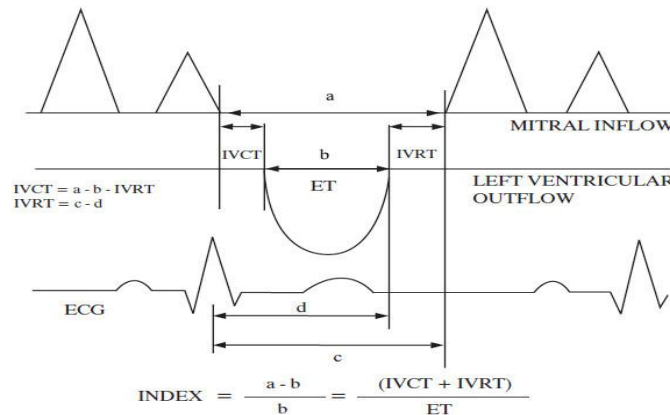 a
MITRAL INFLOW
IVCT
b
IVRT
ET
IVCT = a - b - IVRT
IVRT = c - d
LEFT VENTRICULAR
OUTFLOW
ECG
d
c
INDEX = a - b / b = (IVCT + IVRT) / ET